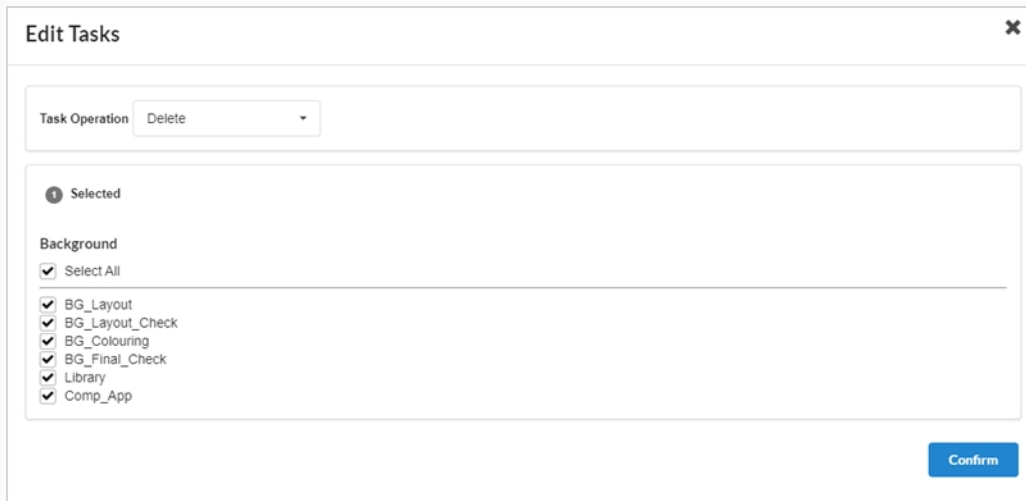 Edit Tasks
Task Operation Delete
1 Selected
Background
Select All
BG_Layout
BG_Layout_Check
BG_Colouring
BG_Final_Check
Library
Comp_App
Confirm